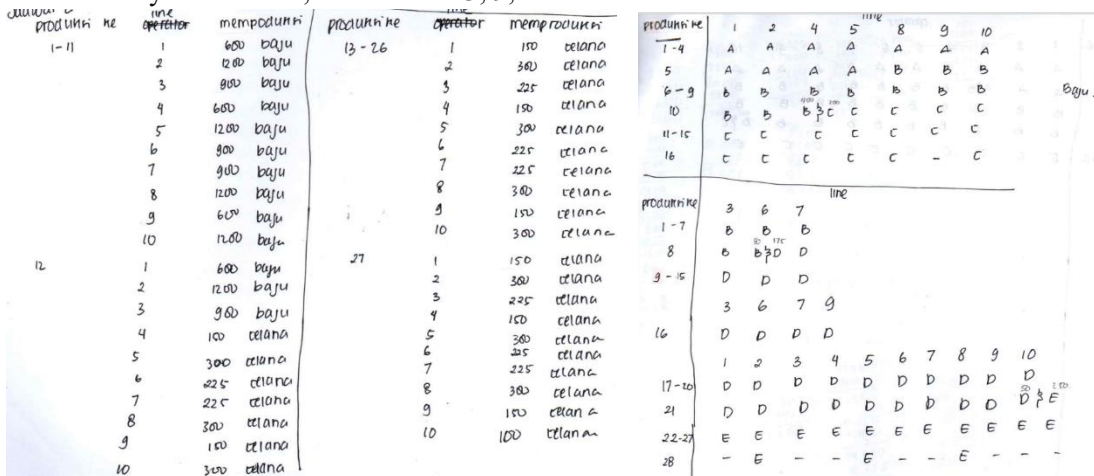 produksi ke line operator memproduksi
1-11 1 600 baju
2 1200 baju
3 900 baju
4 600 baju
5 1200 baju
6 900 baju
7 900 baju
8 1200 baju
9 600 baju
10 1200 baju
12 1 600 baju
2 1200 baju
3 900 baju
4 150 celana
5 300 celana
6 225 celana
7 225 celana
8 300 celana
9 150 celana
10 300 celana
produksi ke line operator memproduksi
13-26 1 150 celana
2 300 celana
3 225 celana
4 150 celana
5 300 celana
6 225 celana
7 225 celana
8 300 celana
9 150 celana
10 300 celana
27 1 150 celana
2 300 celana
3 225 celana
4 150 celana
5 300 celana
6 225 celana
7 225 celana
8 300 celana
9 150 celana
10 100 celana
line
produksi ke 1 2 4 5 8 9 10
1-4 A A A A A A A
5 A A A A B B B
6-9 B B B B B B B
Baju
10 B B B C C C C C
11-15 C C C C C C C
16 C C C C C - C
line
produksi ke 3 6 7
1-7 B B B
8 B B D D
9-15 D D D
3 6 7 9
16 D D D D
1 2 3 4 5 6 7 8 9 10
17-20 D D D D D D D D D D
21 D D D D D D D D D D E
22-27 E E E E E E E E E E E
28 - E - - E - - E - - -